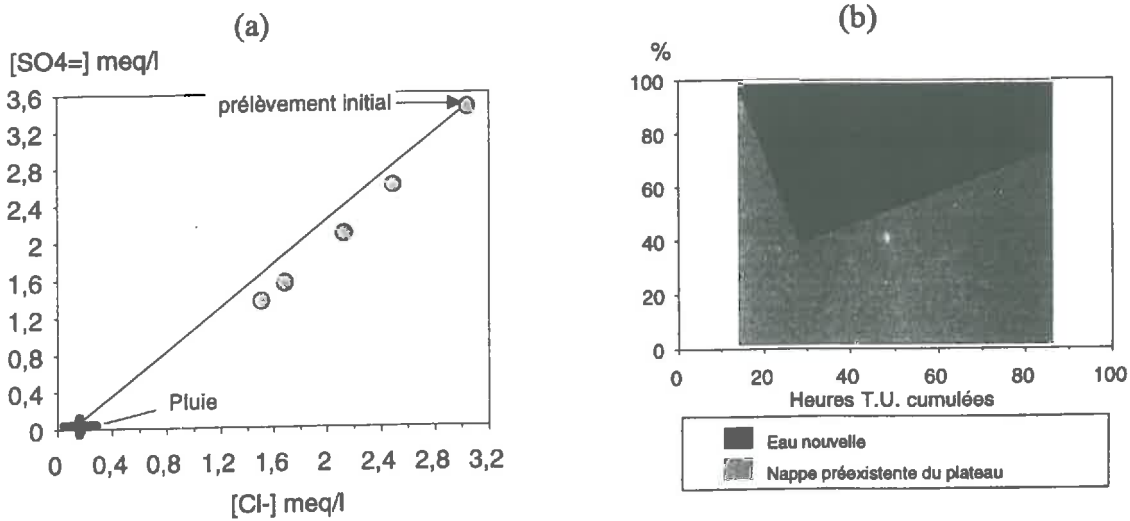 (a)
[SO4=] meq/l
3,6
3,2
2,8
2,4
2
1,6
1,2
0,8
0,4
0
prélèvement initial
Pluie
0 0,4 0,8 1,2 1,6 2 2,4 2,8 3,2
[Cl-] meq/l
(b)
%
100
80
60
40
20
0
0 20 40 60 80 100
Heures T.U. cumulées
Eau nouvelle
Nappe préexistente du plateau